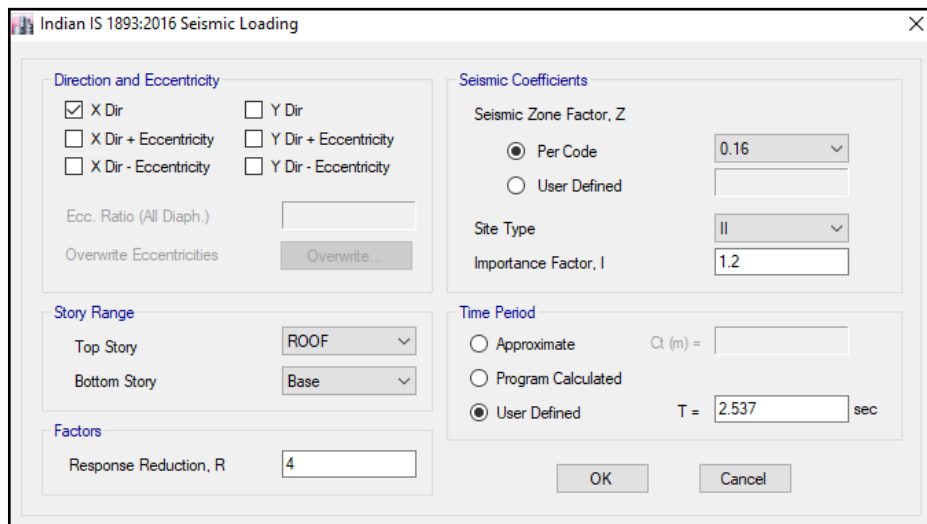 Indian IS 1893:2016 Seismic Loading
Direction and Eccentricity
X Dir
Y Dir
X Dir + Eccentricity
Y Dir + Eccentricity
X Dir - Eccentricity
Y Dir - Eccentricity
Ecc. Ratio (All Diaph.)
Overwrite Eccentricities
Overwrite...
Story Range
Top Story
ROOF
Bottom Story
Base
Factors
Response Reduction, R
4
Seismic Coefficients
Seismic Zone Factor, Z
Per Code
0.16
User Defined
Site Type
II
Importance Factor, I
1.2
Time Period
Approximate
Ct (m) =
Program Calculated
User Defined
T =
2.537
sec
OK
Cancel